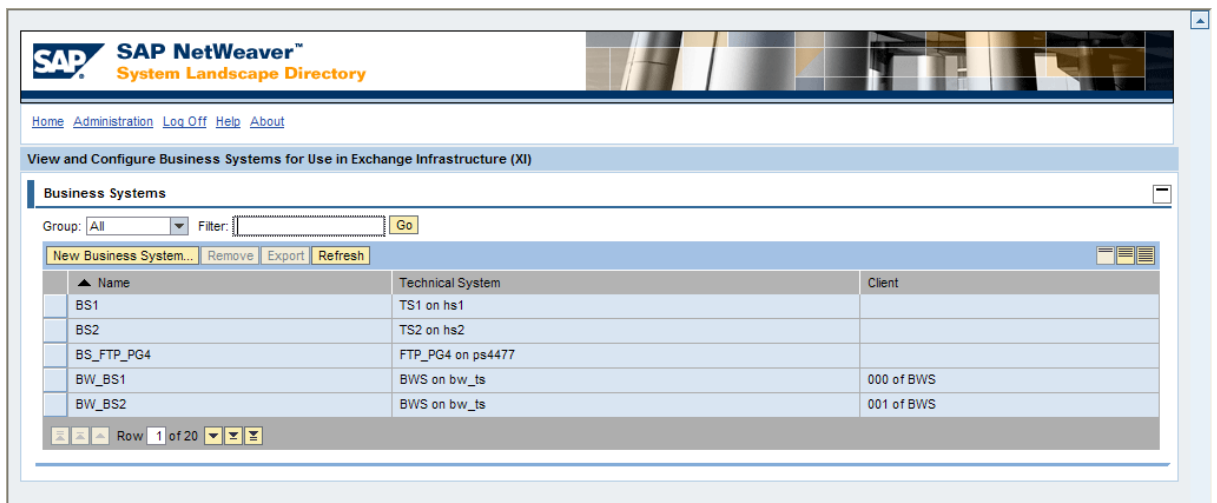 SAP SAP NetWeaver™
System Landscape Directory
Home Administration Log Off Help About
View and Configure Business Systems for Use in Exchange Infrastructure (XI)
Business Systems
Group: All Filter: Go
New Business System... Remove Export Refresh
Name Technical System Client
BS1 TS1 on hs1
BS2 TS2 on hs2
BS_FTP_PG4 FTP_PG4 on ps4477
BW_BS1 BWS on bw_ts 000 of BWS
BW_BS2 BWS on bw_ts 001 of BWS
Row 1 of 20